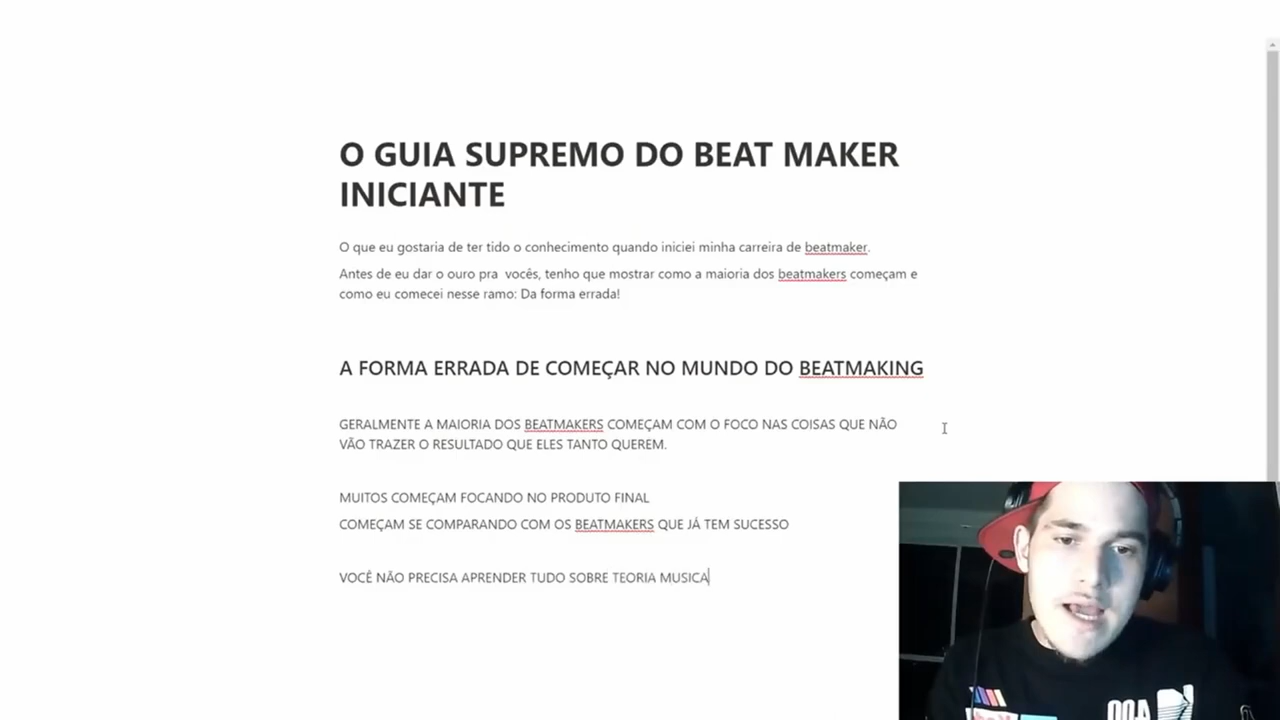 O GUIA SUPREMO DO BEAT MAKER
INICIANTE
O que eu gostaria de ter tido o conhecimento quando iniciei minha carreira de beatmaker.
Antes de eu dar o ouro pra  vocês, tenho que mostrar como a maioria dos beatmakers começam e
como eu comecei nesse ramo: Da forma errada!
A FORMA ERRADA DE COMEÇAR NO MUNDO DO BEATMAKING
GERALMENTE A MAIORIA DOS BEATMAKERS COMEÇAM COM O FOCO NAS COISAS QUE NÃO
VÃO TRAZER O RESULTADO QUE ELES TANTO QUEREM.
MUITOS COMEÇAM FOCANDO NO PRODUTO FINAL
COMEÇAM SE COMPARANDO COM OS BEATMAKERS QUE JÁ TEM SUCESSO
VOCÊ NÃO PRECISA APRENDER TUDO SOBRE TEORIA MUSICA